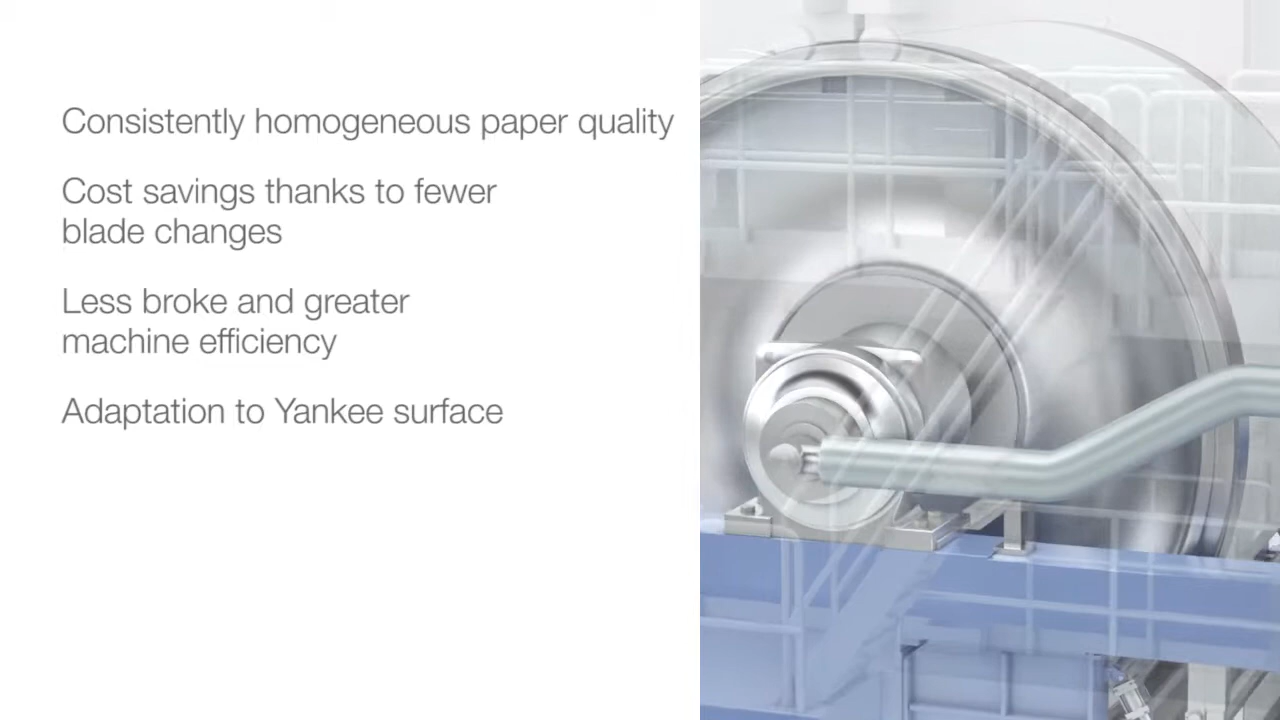 Consistently homogeneous paper quality
Cost savings thanks to fewer
blade changes
Less broke and greater
machine efficiency
Adaptation to Yankee surface